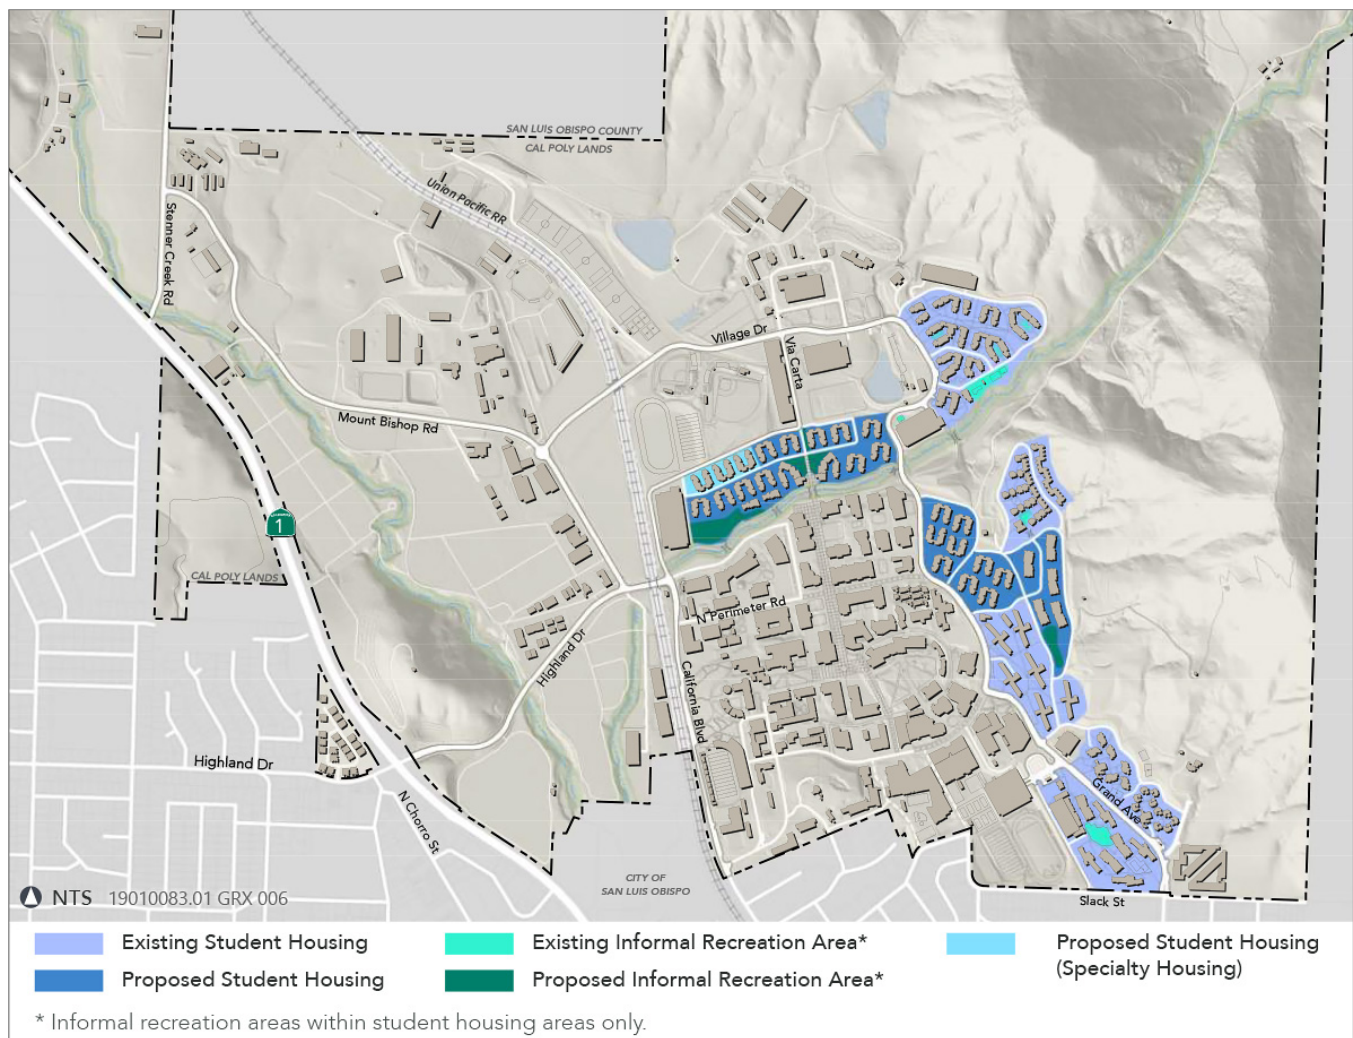 SAN LUIS OBISPO COUNTY
CAL POLY LANDS
Union Pacific RR
Stenner Creek Rd
Village Dr
Via Carta
Mount Bishop Rd
1
CAL POLY LANDS
N Perimeter Rd
Highland Dr
California Blvd
Highland Dr
Grand Ave
N Chorro St
CITY OF
SAN LUIS OBISPO
NTS 19010083.01 GRX 006
Slack St
Existing Student Housing
Existing Informal Recreation Area*
Proposed Student Housing
(Specialty Housing)
Proposed Student Housing
Proposed Informal Recreation Area*
* Informal recreation areas within student housing areas only.